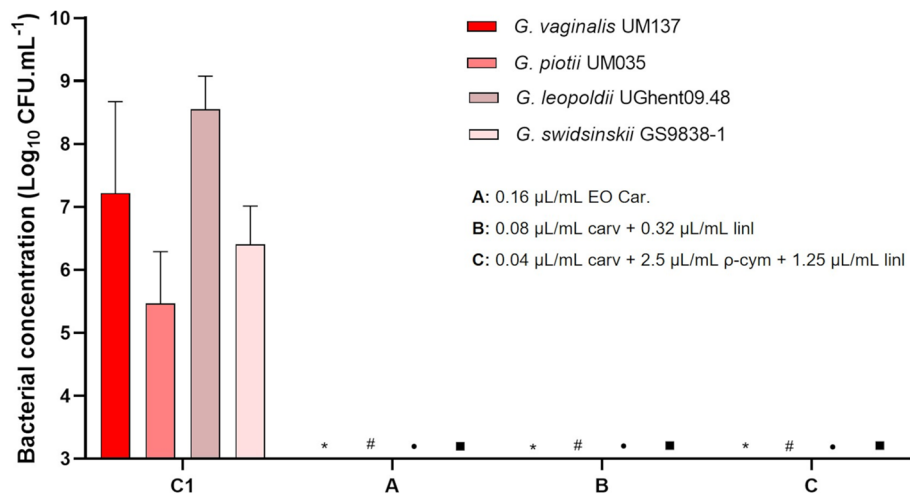 Bacterial concentration (Log10 CFU.mL-1)
10
9
8
7
6
5
4
3
G. vaginalis UM137
G. piotii UM035
G. leopoldii UGhent09.48
G. swidsinskii GS9838-1
A: 0.16 µL/mL EO Car.
B: 0.08 µL/mL carv + 0.32 µL/mL linl
C: 0.04 µL/mL carv + 2.5 µL/mL ρ-cym + 1.25 µL/mL linl
* # • ■ * # • ■ * # • ■
C1 A B C